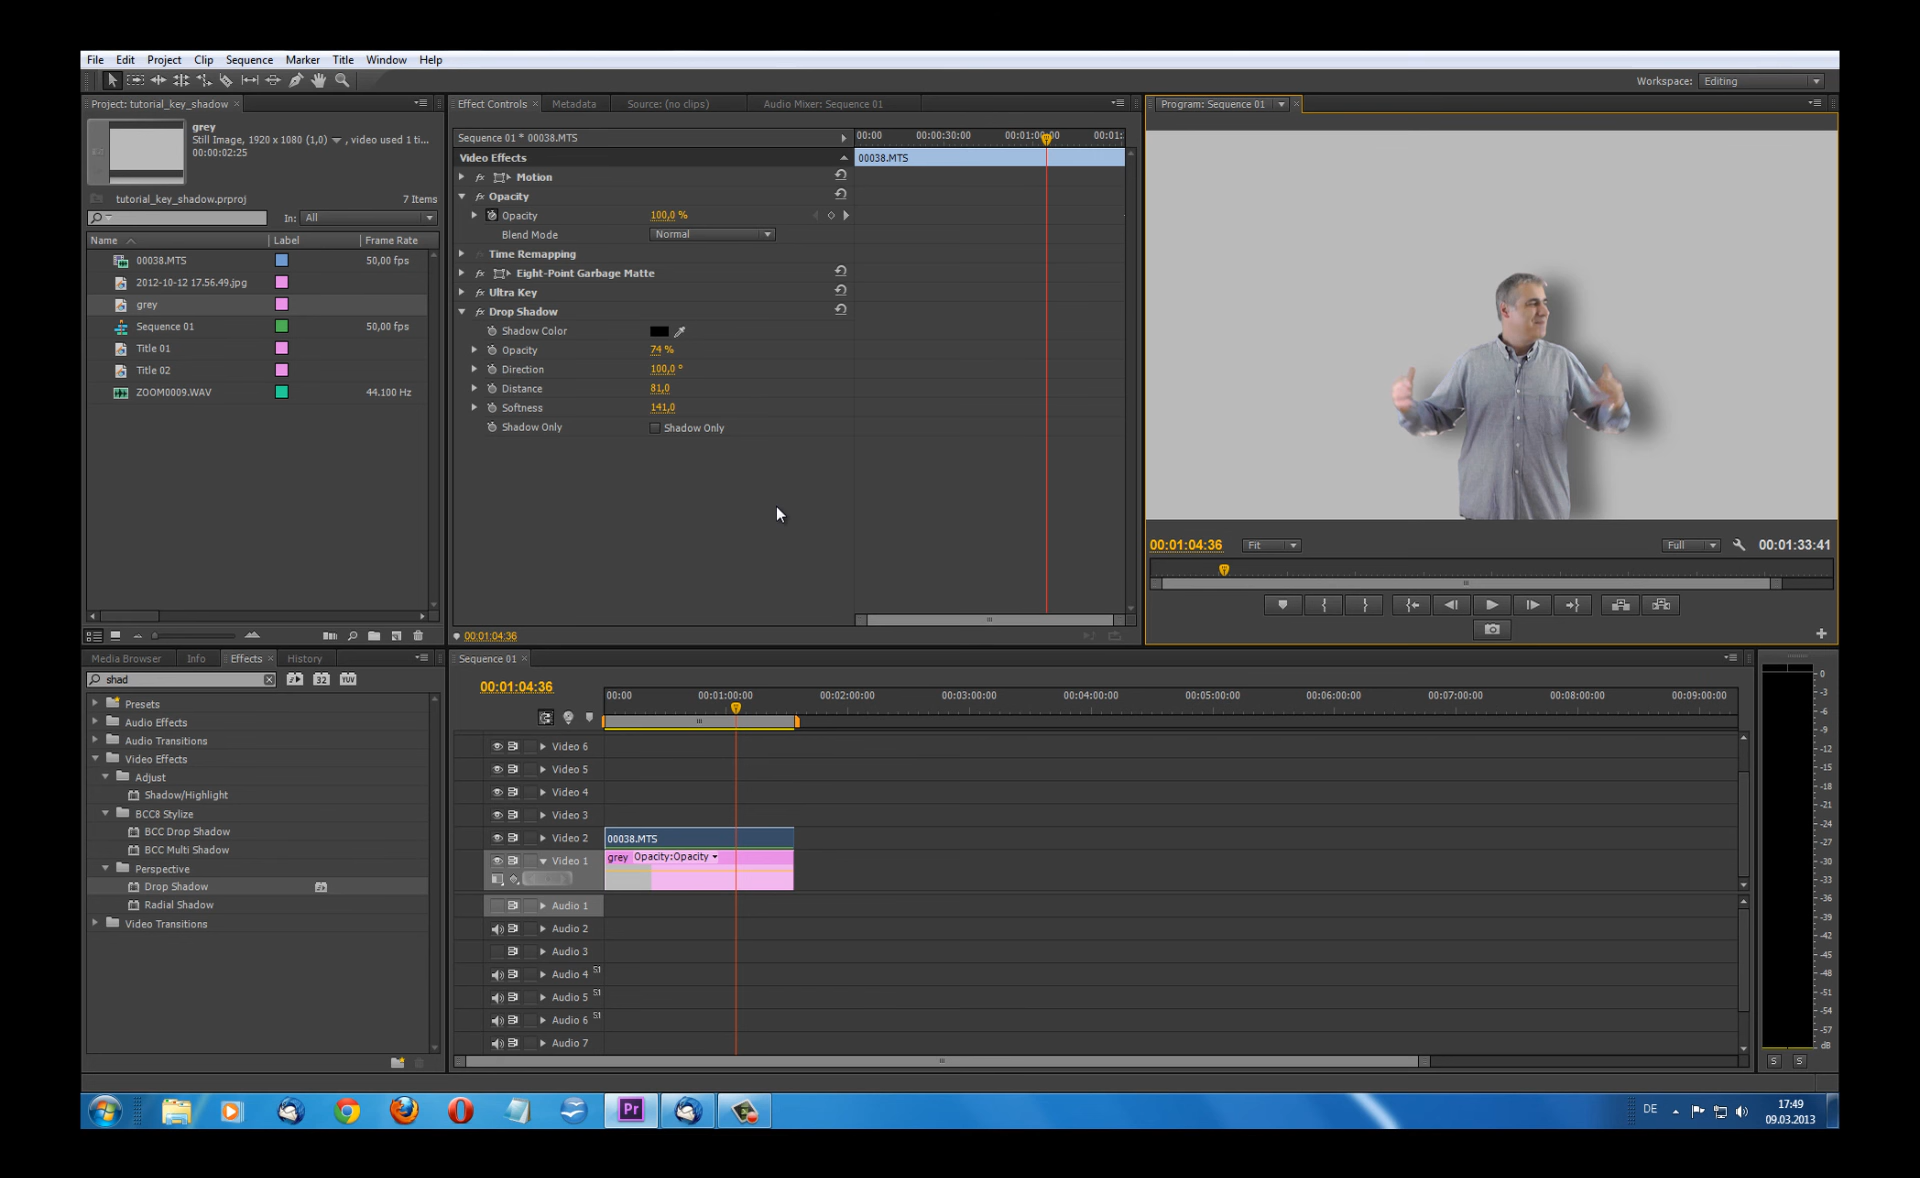 File Edit Project Clip Sequence Marker Title Window Help
Workspace: Editing
Project: tutorial_key_shadow
grey
Still Image, 1920 x 1080 (1,0) , video used 1 ti...
00:00:02:25
tutorial_key_shadow.prproj 7 Items
In: All
Name Label Frame Rate
00038.MTS 50,00 fps
2012-10-12 17.56.49.jpg
grey
Sequence 01 50,00 fps
Title 01
Title 02
ZOOM0009.WAV 44.100 Hz
Effect Controls Metadata Source: (no clips) Audio Mixer: Sequence 01
Sequence 01 * 00038.MTS
00:00 00:00:30:00 00:01:00:00 00:01:
Video Effects
00038.MTS
fx Motion
fx Opacity
Opacity 100,0 %
Blend Mode Normal
Time Remapping
fx Eight-Point Garbage Matte
fx Ultra Key
fx Drop Shadow
Shadow Color
Opacity 74 %
Direction 100,0 °
Distance 81,0
Softness 141,0
Shadow Only Shadow Only
00:01:04:36
Program: Sequence 01
00:01:04:36 Fit Full 00:01:33:41
Media Browser Info Effects History
shad
32 YUV
Presets
Audio Effects
Audio Transitions
Video Effects
Adjust
Shadow/Highlight
BCC8 Stylize
BCC Drop Shadow
BCC Multi Shadow
Perspective
Drop Shadow
Radial Shadow
Video Transitions
Sequence 01
00:01:04:36
00:00 00:01:00:00 00:02:00:00 00:03:00:00 00:04:00:00 00:05:00:00 00:06:00:00 00:07:00:00 00:08:00:00 00:09:00:00
Video 6
Video 5
Video 4
Video 3
Video 2 00038.MTS
Video 1 grey Opacity:Opacity
Audio 1
Audio 2
Audio 3
Audio 4 S1
Audio 5 S1
Audio 6 S1
Audio 7
0
-3
-6
-9
-12
-15
-18
-21
-24
-27
-30
-33
-36
-39
-42
-45
-48
-51
-54
-57
dB
S S
Pr
DE
17:49
09.03.2013